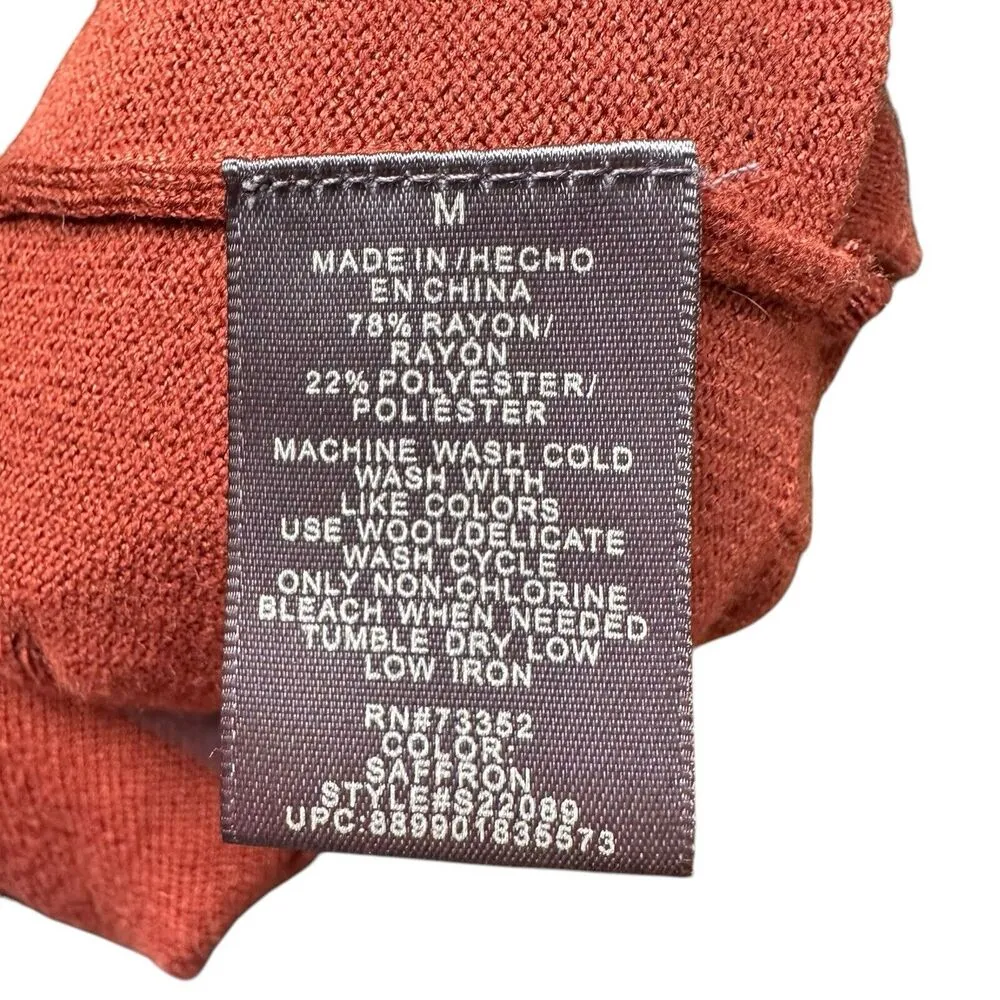 M
MADE IN/HECHO
EN CHINA
78% RAYON/
RAYON
22% POLYESTER/
POLIÉSTER
MACHINE WASH COLD
WASH WITH
LIKE COLORS
USE WOOL/DELICATE
WASH CYCLE
ONLY NON-CHLORINE
BLEACH WHEN NEEDED
TUMBLE DRY LOW
LOW IRON
RN#73352
COLOR:
SAFFRON
STYLE#S22089
UPC:889901835573